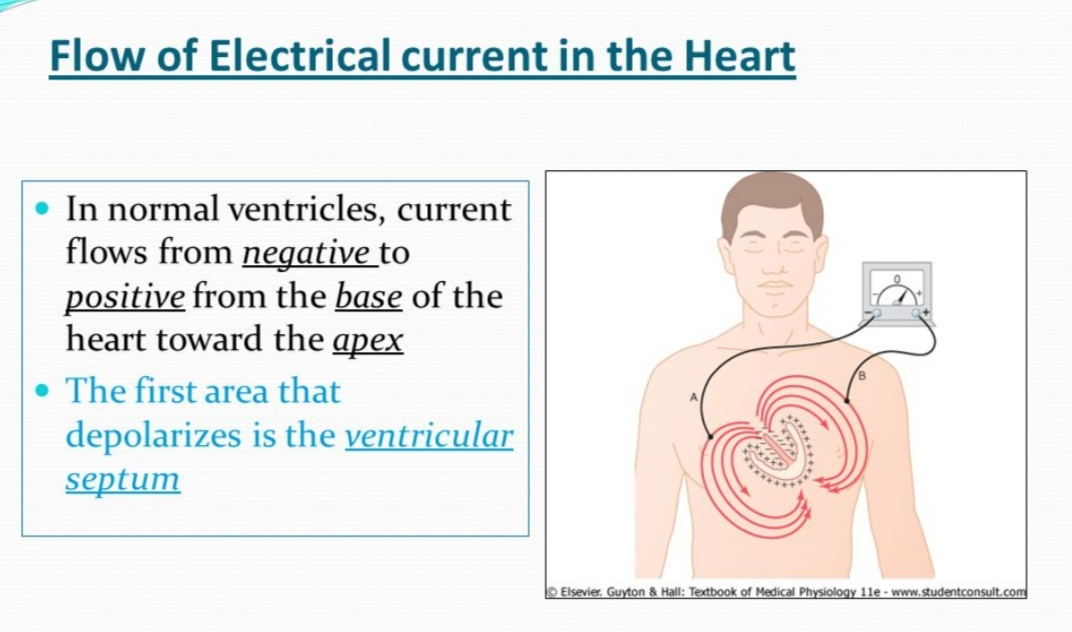 Flow of Electrical current in the Heart
• In normal ventricles, current
flows from negative to
positive from the base of the
heart toward the apex
• The first area that
depolarizes is the ventricular
septum
0
- +
- +
A
B
© Elsevier. Guyton & Hall: Textbook of Medical Physiology 11e - www.studentconsult.com